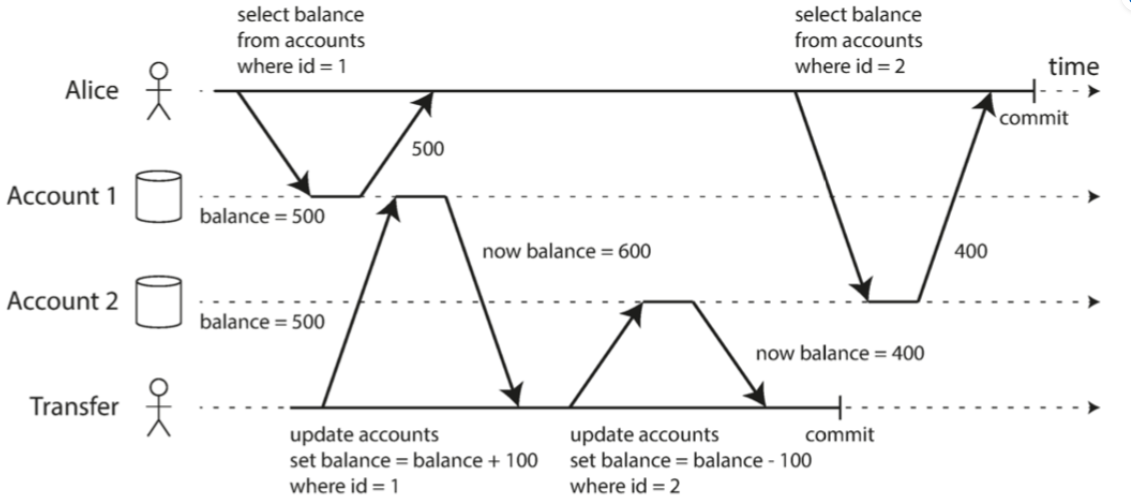 select balance
from accounts
where id = 1
select balance
from accounts
where id = 2
time
Alice
commit
500
Account 1
balance = 500
now balance = 600
400
Account 2
balance = 500
now balance = 400
Transfer
update accounts
set balance = balance + 100
where id = 1
update accounts
set balance = balance - 100
where id = 2
commit